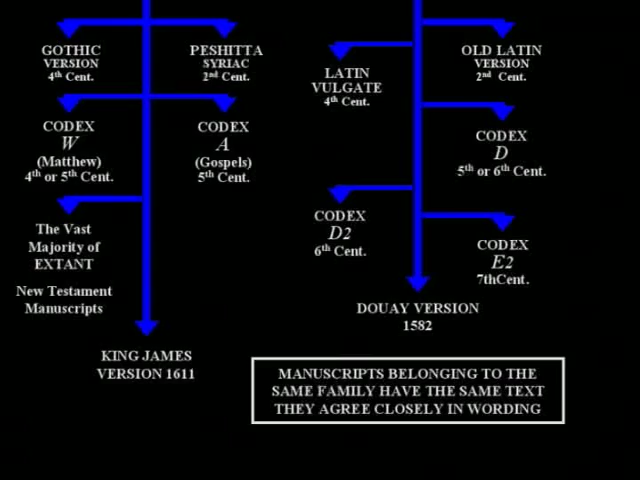 GOTHIC
VERSION
4th Cent.
PESHITTA
SYRIAC
2nd Cent.
CODEX
W
(Matthew)
4th or 5th Cent.
CODEX
A
(Gospels)
5th Cent.
The Vast
Majority of
EXTANT
New Testament
Manuscripts
KING JAMES
VERSION 1611
LATIN
VULGATE
4th Cent.
OLD LATIN
VERSION
2nd Cent.
CODEX
D
5th or 6th Cent.
CODEX
D2
6th Cent.
CODEX
E2
7thCent.
DOUAY VERSION
1582
MANUSCRIPTS BELONGING TO THE
SAME FAMILY HAVE THE SAME TEXT
THEY AGREE CLOSELY IN WORDING